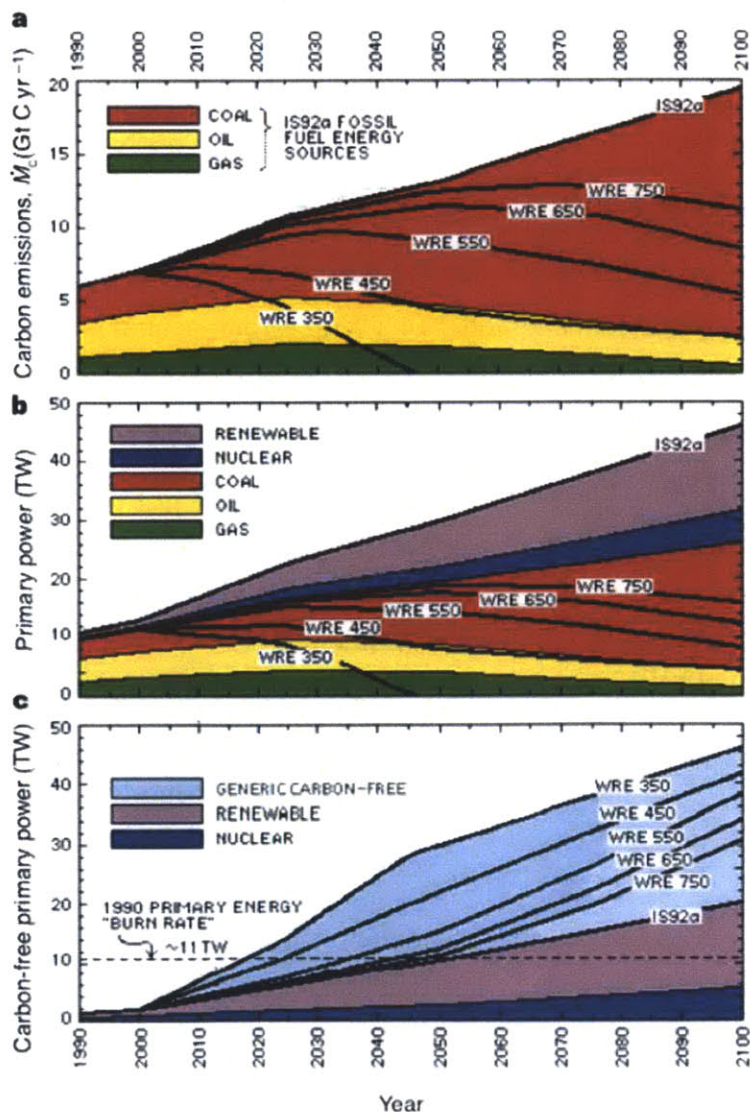 a
1990 2000 2010 2020 2030 2040 2050 2060 2070 2080 2090 2100
20
15
10
5
0
Carbon emissions, Ṁc (Gt C yr⁻¹)
COAL
OIL
GAS
IS92a FOSSIL
FUEL ENERGY
SOURCES
IS92a
WRE 750
WRE 650
WRE 550
WRE 450
WRE 350
b
50
40
30
20
10
0
Primary power (TW)
RENEWABLE
NUCLEAR
COAL
OIL
GAS
IS92a
WRE 750
WRE 650
WRE 550
WRE 450
WRE 350
c
50
40
30
20
10
0
Carbon-free primary power (TW)
GENERIC CARBON-FREE
RENEWABLE
NUCLEAR
WRE 350
WRE 450
WRE 550
WRE 650
WRE 750
IS92a
1990 PRIMARY ENERGY
"BURN RATE"
~11 TW
1990 2000 2010 2020 2030 2040 2050 2060 2070 2080 2090 2100
Year